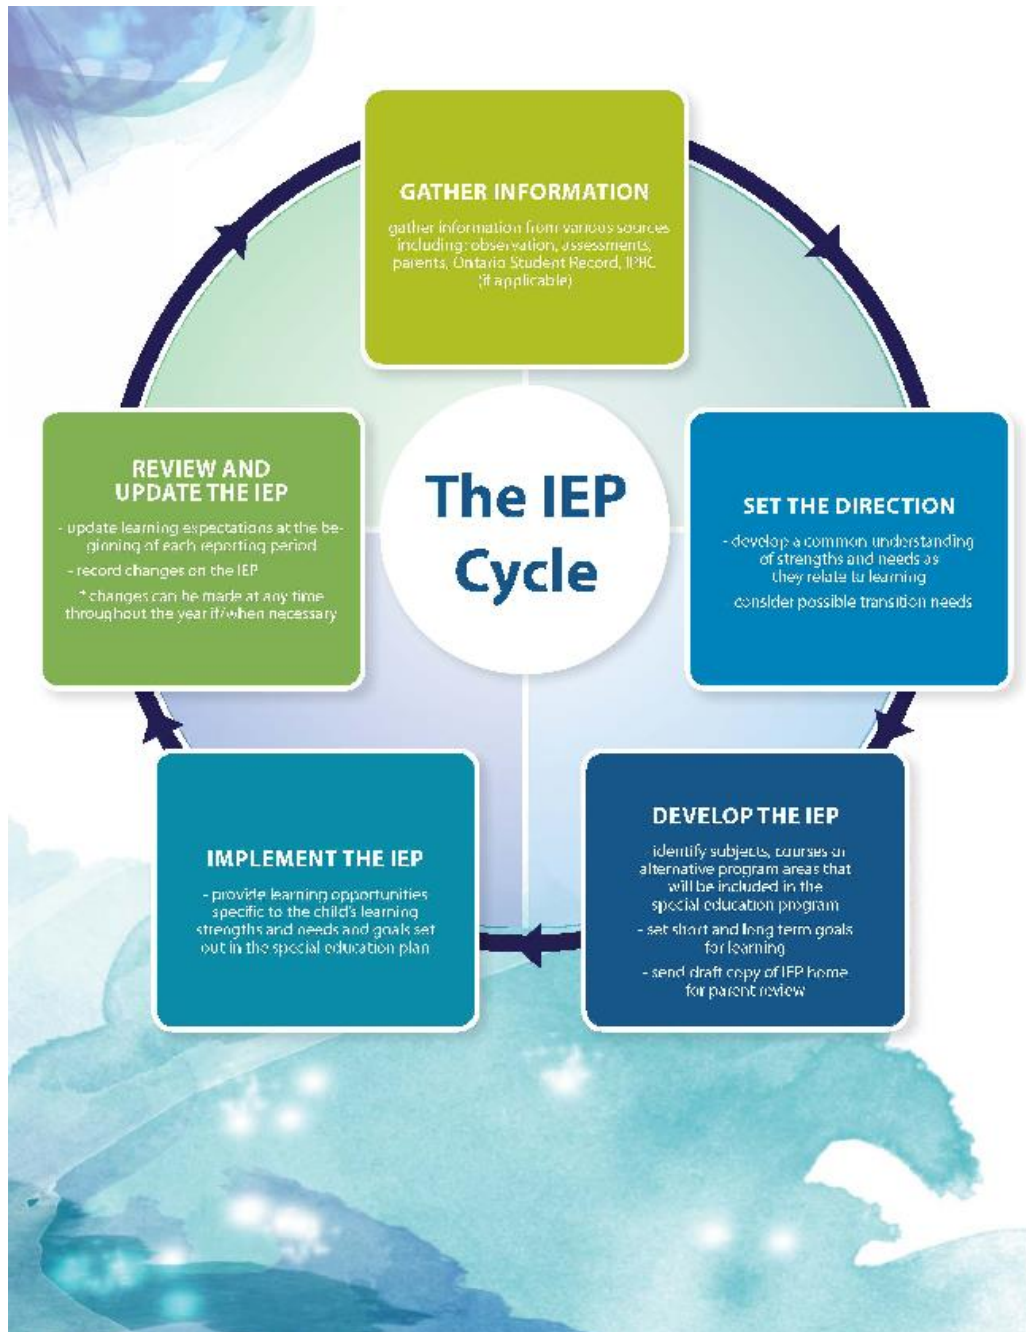 GATHER INFORMATION
gather information from various sources
including: observation, assessments,
parents, Ontario Student Record, IPRC
(if applicable)
The IEP
Cycle
SET THE DIRECTION
- develop a common understanding
of strengths and needs as
they relate to learning
consider possible transition needs
DEVELOP THE IEP
identify subjects, courses or
alternative program areas that
will be included in the
special education program
- set short and long term goals
for learning
- send draft copy of IEP home
for parent review
IMPLEMENT THE IEP
- provide learning opportunities
specific to the child's learning
strengths and needs and goals set
out in the special education plan
REVIEW AND
UPDATE THE IEP
- update learning expectations at the be-
ginning of each reporting period
- record changes on the IEP
* changes can be made at any time
throughout the year if/when necessary